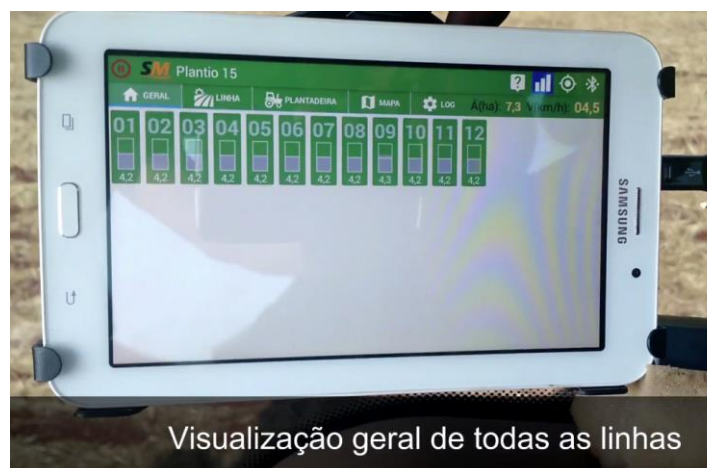 SM Plantio 15
GERAL LINHA PLANTADEIRA MAPA LOG Á(ha): 7,3 V(km/h): 04,5
01 02 03 04 05 06 07 08 09 10 11 12
4,2 4,2 4,2 4,2 4,2 4,2 4,2 4,2 4,3 4,2 4,2 4,2
SAMSUNG
Visualização geral de todas as linhas